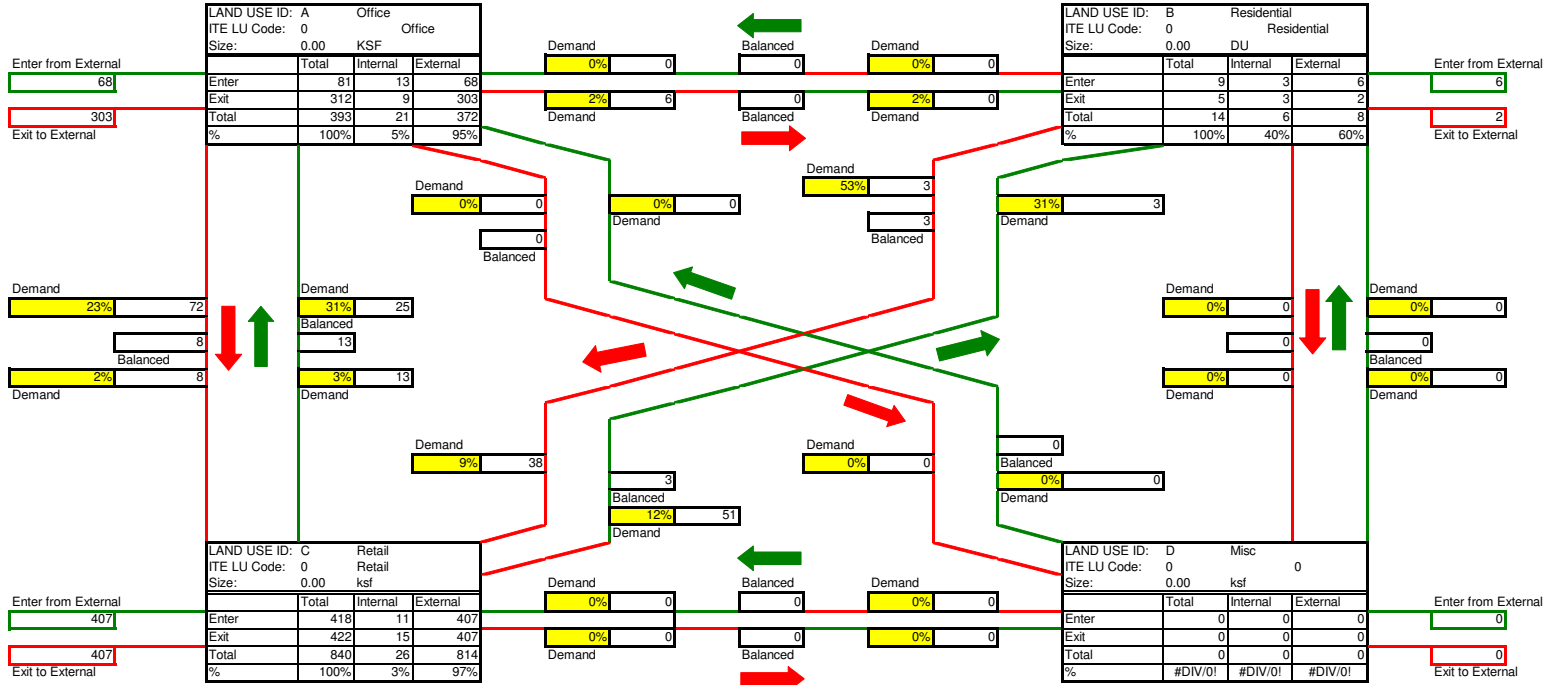 LAND USE ID: A Office
ITE LU Code: 0 Office
Size: 0.00 KSF
Total Internal External
Enter 81 13 68
Exit 312 9 303
Total 393 21 372
% 100% 5% 95%
Enter from External
68
303
Exit to External
Demand Balanced Demand
0% 0 0 0% 0
2% 6 0 2% 0
Demand Balanced Demand
LAND USE ID: B Residential
ITE LU Code: 0 Residential
Size: 0.00 DU
Total Internal External
Enter 9 3 6
Exit 5 3 2
Total 14 6 8
% 100% 40% 60%
Enter from External
6
2
Exit to External
Demand
0% 0
0
Balanced
0% 0
Demand
Demand
53% 3
3
Balanced
31% 3
Demand
Demand
23% 72
8
Balanced
2% 8
Demand
Demand
31% 25
Balanced
13
3% 13
Demand
Demand
0% 0
0
0% 0
Demand
Demand
0% 0
0
Balanced
0% 0
Demand
Demand
9% 38
3
Balanced
12% 51
Demand
Demand
0% 0
0
Balanced
0% 0
Demand
LAND USE ID: C Retail
ITE LU Code: 0 Retail
Size: 0.00 ksf
Total Internal External
Enter 418 11 407
Exit 422 15 407
Total 840 26 814
% 100% 3% 97%
Enter from External
407
407
Exit to External
Demand Balanced Demand
0% 0 0 0% 0
0% 0 0 0% 0
Demand Balanced Demand
LAND USE ID: D Misc
ITE LU Code: 0 0
Size: 0.00 ksf
Total Internal External
Enter 0 0 0
Exit 0 0 0
Total 0 0 0
% #DIV/0! #DIV/0! #DIV/0!
Enter from External
0
0
Exit to External